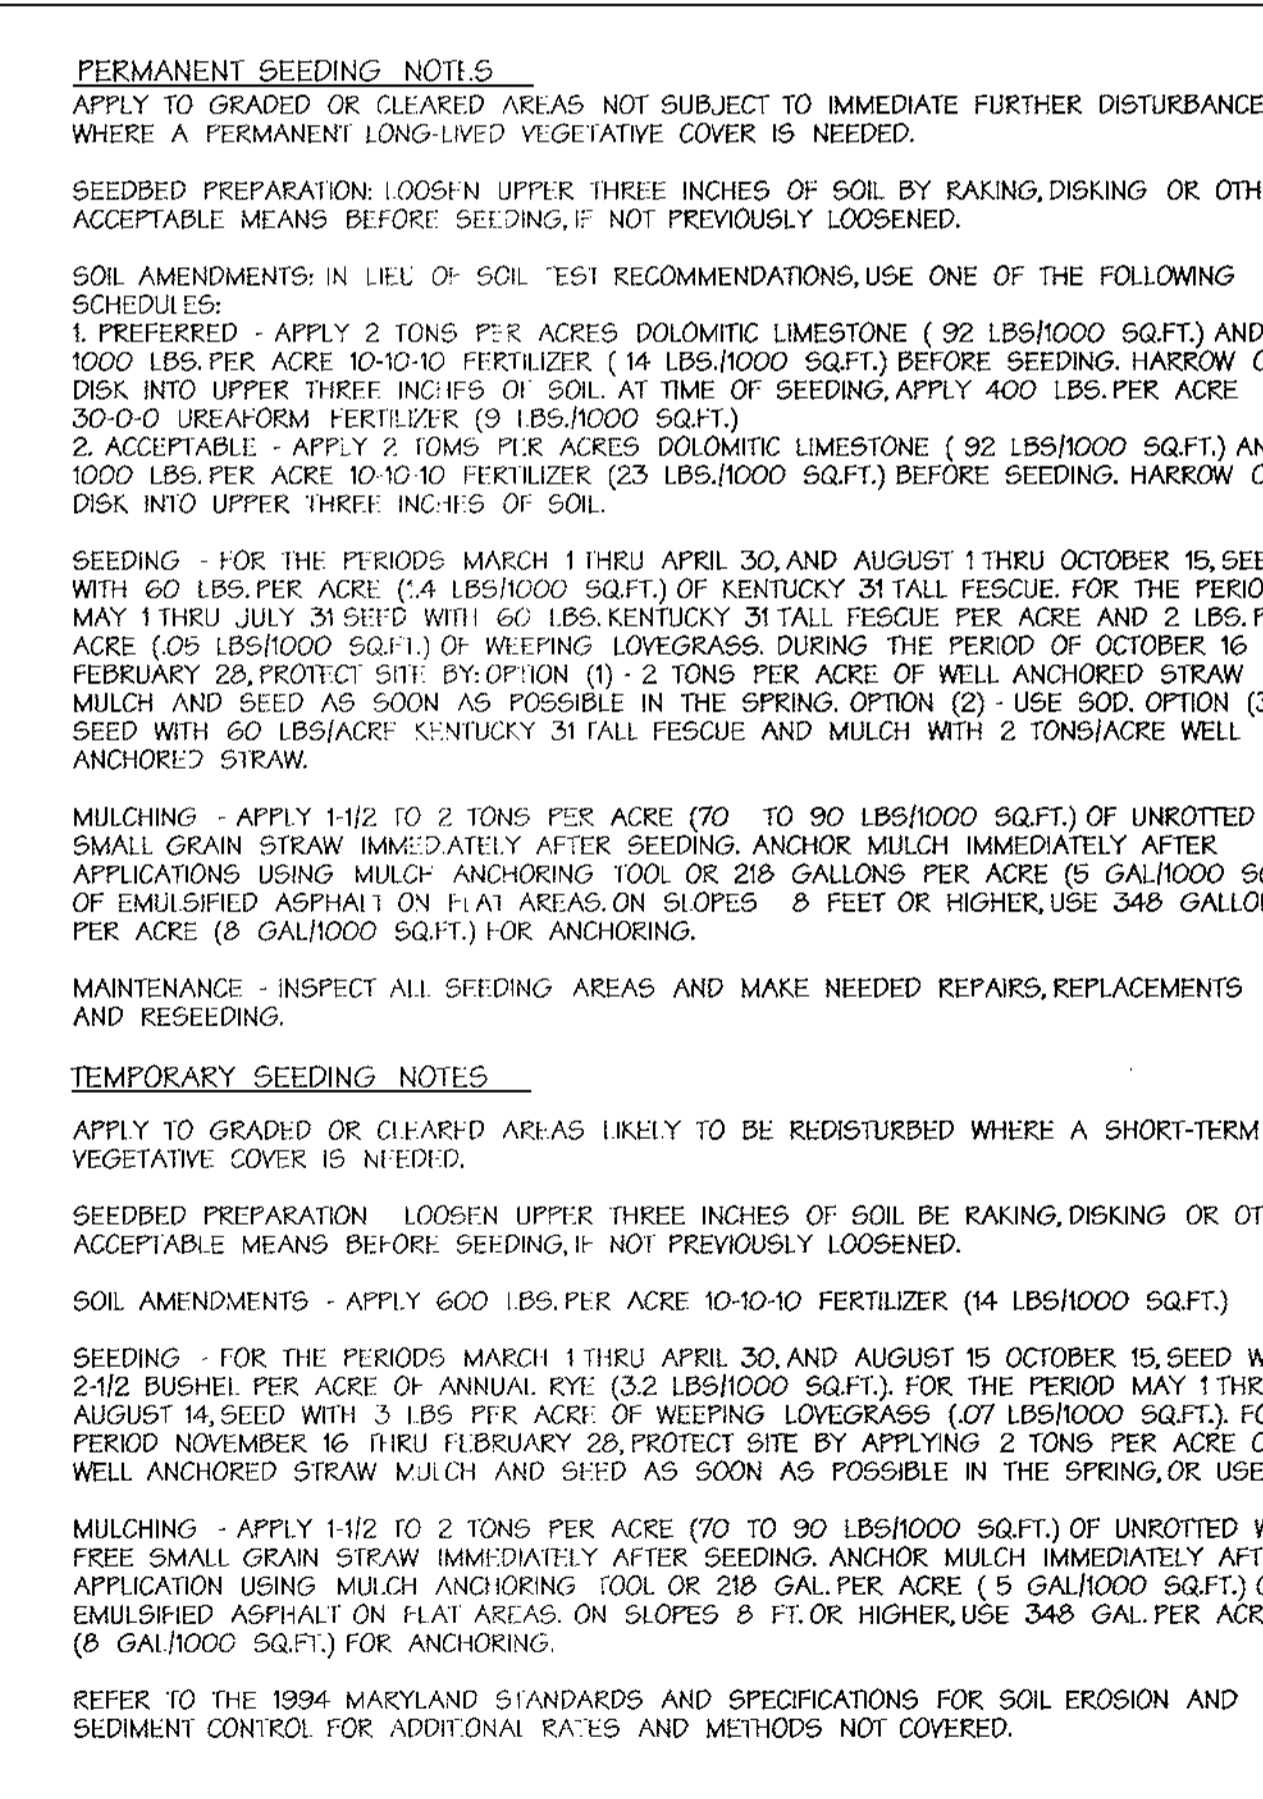 PERMANENT SEEDING NOTES
APPLY TO GRADED OR CLEARED AREAS NOT SUBJECT TO IMMEDIATE FURTHER DISTURBANCE
WHERE A PERMANENT LONG-LIVED VEGETATIVE COVER IS NEEDED.
SEEDBED PREPARATION: LOOSEN UPPER THREE INCHES OF SOIL BY RAKING, DISKING OR OTH
ACCEPTABLE MEANS BEFORE SEEDING, IF NOT PREVIOUSLY LOOSENED.
SOIL AMENDMENTS: IN LIEU OF SOIL TEST RECOMMENDATIONS, USE ONE OF THE FOLLOWING
SCHEDULES:
1. PREFERRED - APPLY 2 TONS PER ACRES DOLOMITIC LIMESTONE ( 92 LBS/1000 SQ.FT.) AND
1000 LBS. PER ACRE 10-10-10 FERTILIZER ( 14 LBS./1000 SQ.FT.) BEFORE SEEDING. HARROW O
DISK INTO UPPER THREE INCHES OF SOIL. AT TIME OF SEEDING, APPLY 400 LBS. PER ACRE
30-0-0 UREAFORM FERTILIZER (9 LBS./1000 SQ.FT.)
2. ACCEPTABLE - APPLY 2 TOMS PER ACRES DOLOMITIC LIMESTONE ( 92 LBS/1000 SQ.FT.) AN
1000 LBS. PER ACRE 10-10-10 FERTILIZER (23 LBS./1000 SQ.FT.) BEFORE SEEDING. HARROW O
DISK INTO UPPER THREE INCHES OF SOIL.
SEEDING - FOR THE PERIODS MARCH 1 THRU APRIL 30, AND AUGUST 1 THRU OCTOBER 15, SEE
WITH 60 LBS. PER ACRE (1.4 LBS/1000 SQ.FT.) OF KENTUCKY 31 TALL FESCUE. FOR THE PERIO
MAY 1 THRU JULY 31 SEED WITH 60 LBS. KENTUCKY 31 TALL FESCUE PER ACRE AND 2 LBS. P
ACRE (.05 LBS/1000 SQ.FT.) OF WEEPING LOVEGRASS. DURING THE PERIOD OF OCTOBER 16
FEBRUARY 28, PROTECT SITE BY: OPTION (1) - 2 TONS PER ACRE OF WELL ANCHORED STRAW
MULCH AND SEED AS SOON AS POSSIBLE IN THE SPRING. OPTION (2) - USE SOD. OPTION (3
SEED WITH 60 LBS/ACRE KENTUCKY 31 TALL FESCUE AND MULCH WITH 2 TONS/ACRE WELL
ANCHORED STRAW.
MULCHING - APPLY 1-1/2 TO 2 TONS PER ACRE (70 TO 90 LBS/1000 SQ.FT.) OF UNROTTED
SMALL GRAIN STRAW IMMEDIATELY AFTER SEEDING. ANCHOR MULCH IMMEDIATELY AFTER
APPLICATIONS USING MULCH ANCHORING TOOL OR 218 GALLONS PER ACRE (5 GAL/1000 SQ
OF EMULSIFIED ASPHALT ON FLAT AREAS. ON SLOPES 8 FEET OR HIGHER, USE 348 GALLO
PER ACRE (8 GAL/1000 SQ.FT.) FOR ANCHORING.
MAINTENANCE - INSPECT ALL SEEDING AREAS AND MAKE NEEDED REPAIRS, REPLACEMENTS
AND RESEEDING.
TEMPORARY SEEDING NOTES
APPLY TO GRADED OR CLEARED AREAS LIKELY TO BE REDISTURBED WHERE A SHORT-TERM
VEGETATIVE COVER IS NEEDED.
SEEDBED PREPARATION LOOSEN UPPER THREE INCHES OF SOIL BE RAKING, DISKING OR OT
ACCEPTABLE MEANS BEFORE SEEDING, IF NOT PREVIOUSLY LOOSENED.
SOIL AMENDMENTS - APPLY 600 LBS. PER ACRE 10-10-10 FERTILIZER (14 LBS/1000 SQ.FT.)
SEEDING - FOR THE PERIODS MARCH 1 THRU APRIL 30, AND AUGUST 15 OCTOBER 15, SEED W
2-1/2 BUSHEL PER ACRE OF ANNUAL RYE (3.2 LBS/1000 SQ.FT.). FOR THE PERIOD MAY 1 THR
AUGUST 14, SEED WITH 3 LBS PER ACRE OF WEEPING LOVEGRASS (.07 LBS/1000 SQ.FT.). FO
PERIOD NOVEMBER 16 THRU FEBRUARY 28, PROTECT SITE BY APPLYING 2 TONS PER ACRE O
WELL ANCHORED STRAW MULCH AND SEED AS SOON AS POSSIBLE IN THE SPRING, OR USE
MULCHING - APPLY 1-1/2 TO 2 TONS PER ACRE (70 TO 90 LBS/1000 SQ.FT.) OF UNROTTED W
FREE SMALL GRAIN STRAW IMMEDIATELY AFTER SEEDING. ANCHOR MULCH IMMEDIATELY AFT
APPLICATION USING MULCH ANCHORING TOOL OR 218 GAL. PER ACRE ( 5 GAL/1000 SQ.FT.) O
EMULSIFIED ASPHALT ON FLAT AREAS. ON SLOPES 8 FT. OR HIGHER, USE 348 GAL. PER ACR
(8 GAL/1000 SQ.FT.) FOR ANCHORING.
REFER TO THE 1994 MARYLAND STANDARDS AND SPECIFICATIONS FOR SOIL EROSION AND
SEDIMENT CONTROL FOR ADDITIONAL RATES AND METHODS NOT COVERED.